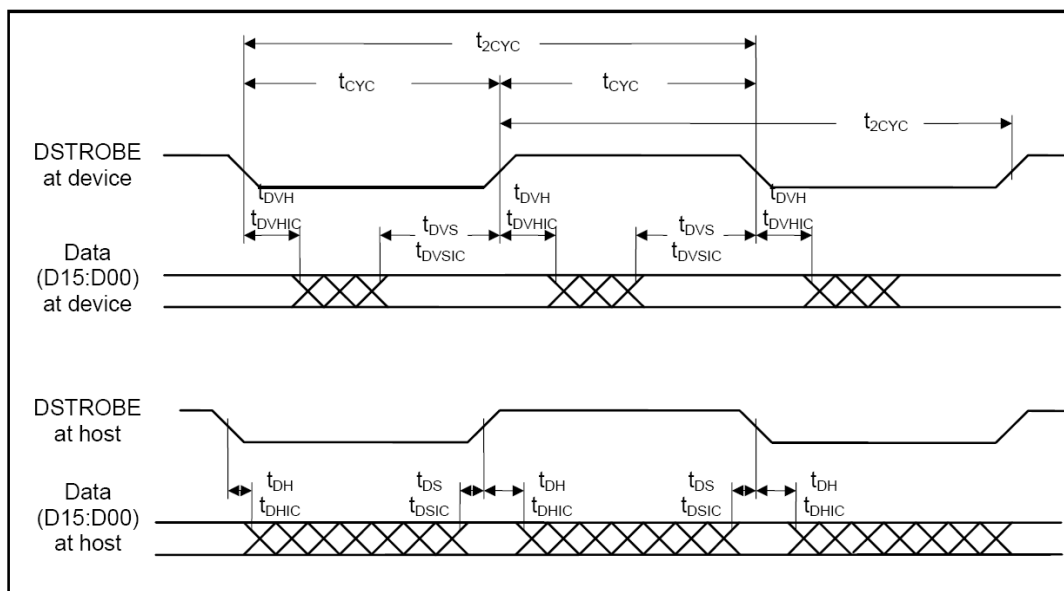 t2CYC
tCYC tCYC
t2CYC
DSTROBE
at device
tDVH tDVH tDVH
tDVHIC tDVHIC tDVHIC
tDVS tDVS
tDVSIC tDVSIC
Data
(D15:D00)
at device
DSTROBE
at host
tDH tDS tDH tDS tDH
tDHIC tDSIC tDHIC tDSIC tDHIC
Data
(D15:D00)
at host